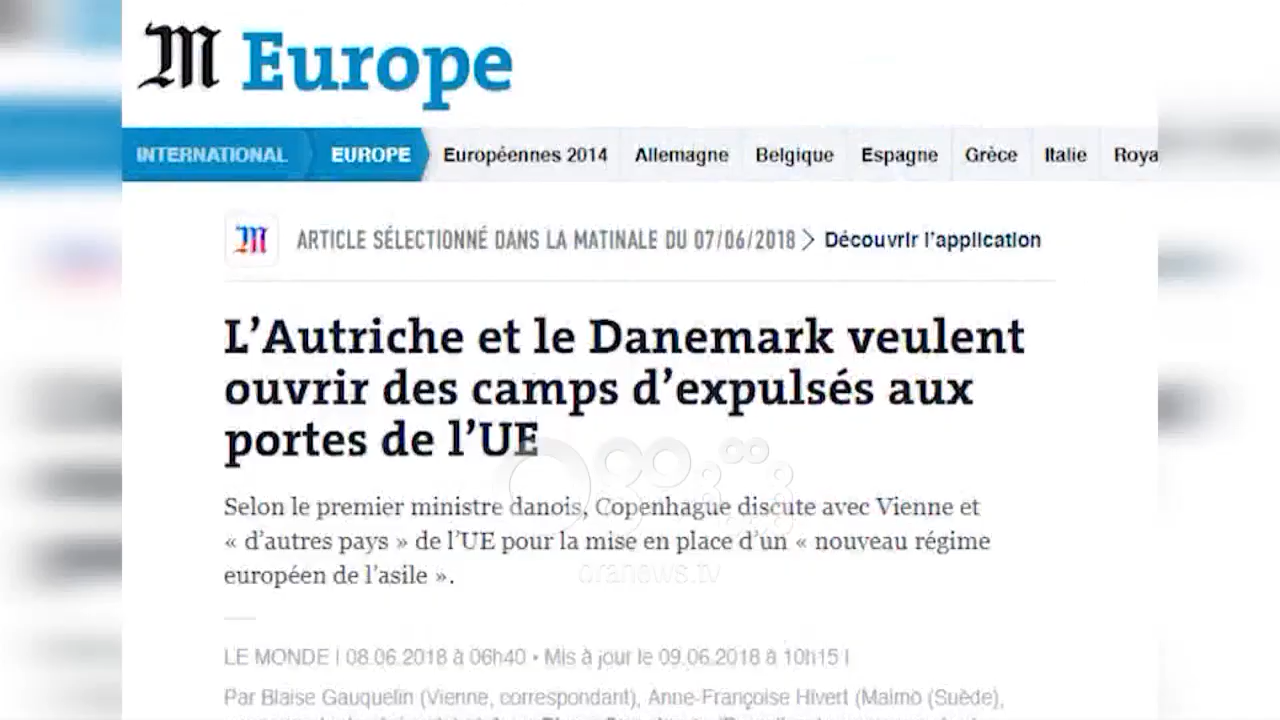 M Europe
INTERNATIONAL EUROPE Européennes 2014 Allemagne Belgique Espagne Grèce Italie Roya
M ARTICLE SÉLECTIONNÉ DANS LA MATINALE DU 07/06/2018 > Découvrir l'application
L'Autriche et le Danemark veulent
ouvrir des camps d'expulsés aux
portes de l'UE
Selon le premier ministre danois, Copenhague discute avec Vienne et
« d'autres pays » de l'UE pour la mise en place d'un « nouveau régime
européen de l'asile ».
oranews.tv
LE MONDE | 08.06.2018 à 06h40 • Mis à jour le 09.06.2018 à 10h15 |
Par Blaise Gauquelin (Vienne, correspondant), Anne-Françoise Hivert (Malmö (Suède),